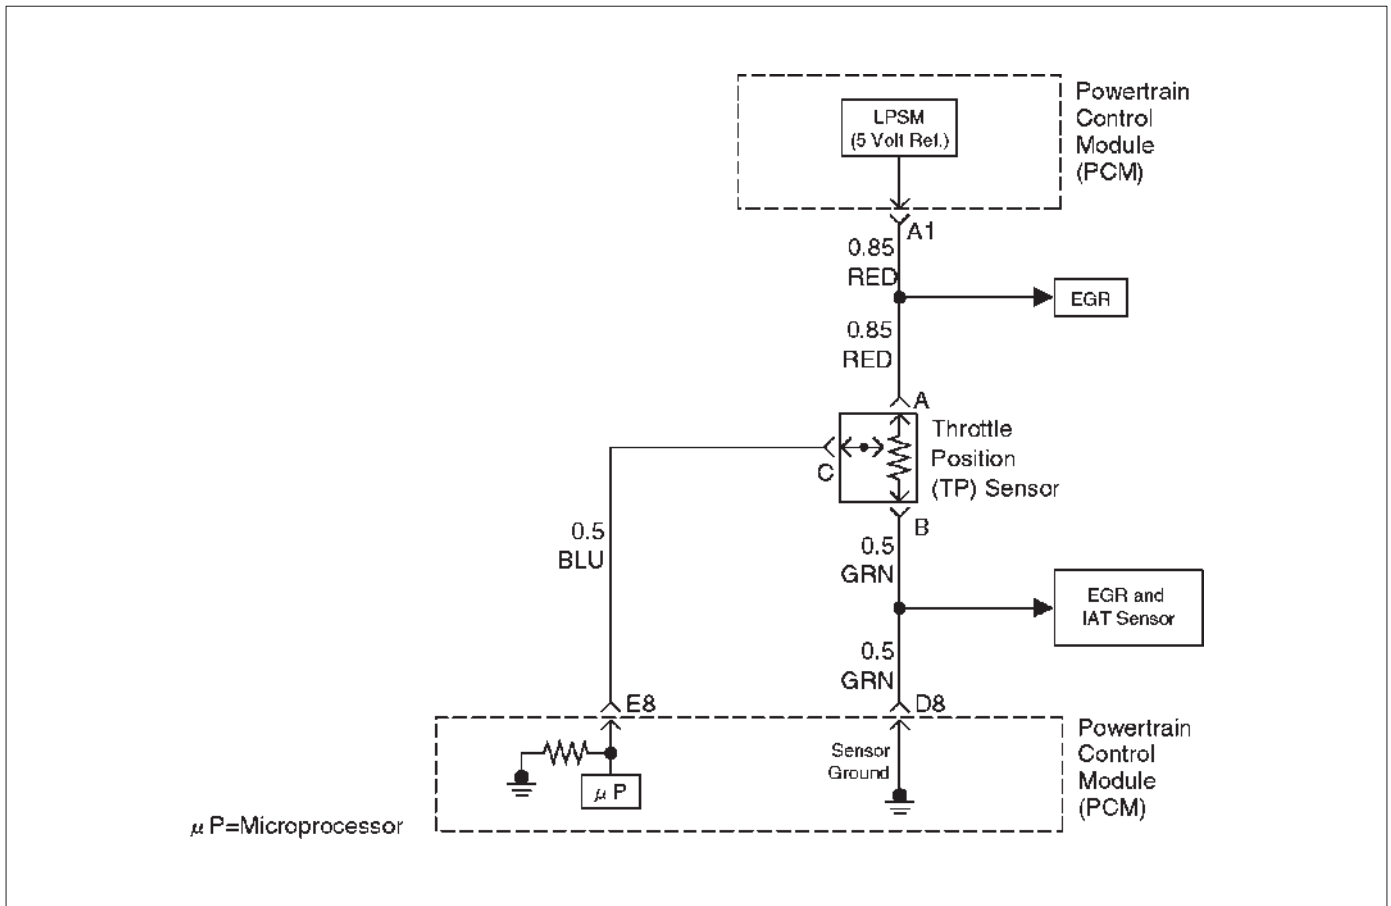 Powertrain
Control
Module
(PCM)
LPSM
(5 Volt Ref.)
A1
0.85
RED
EGR
0.85
RED
A
Throttle
Position
(TP) Sensor
C
B
0.5
BLU
0.5
GRN
EGR and
IAT Sensor
0.5
GRN
E8
D8
Powertrain
Control
Module
(PCM)
Sensor
Ground
μ P
μ P=Microprocessor